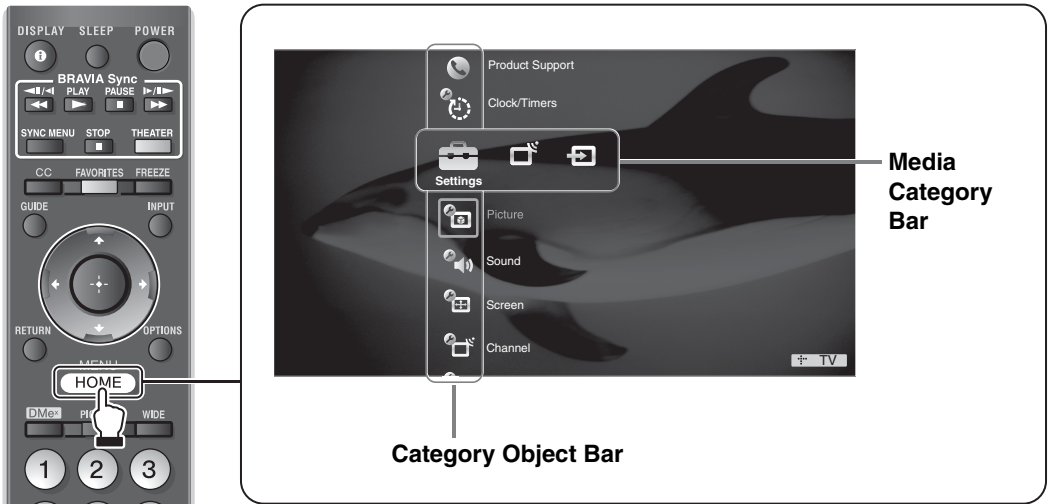 DISPLAY SLEEP POWER
BRAVIA Sync
PLAY PAUSE
SYNC MENU STOP THEATER
CC FAVORITES FREEZE
GUIDE INPUT
RETURN OPTIONS
MENU
HOME
DMeˣ WIDE
1 2 3
Product Support
Clock/Timers
Settings
Picture
Sound
Screen
Channel
TV
Media
Category
Bar
Category Object Bar